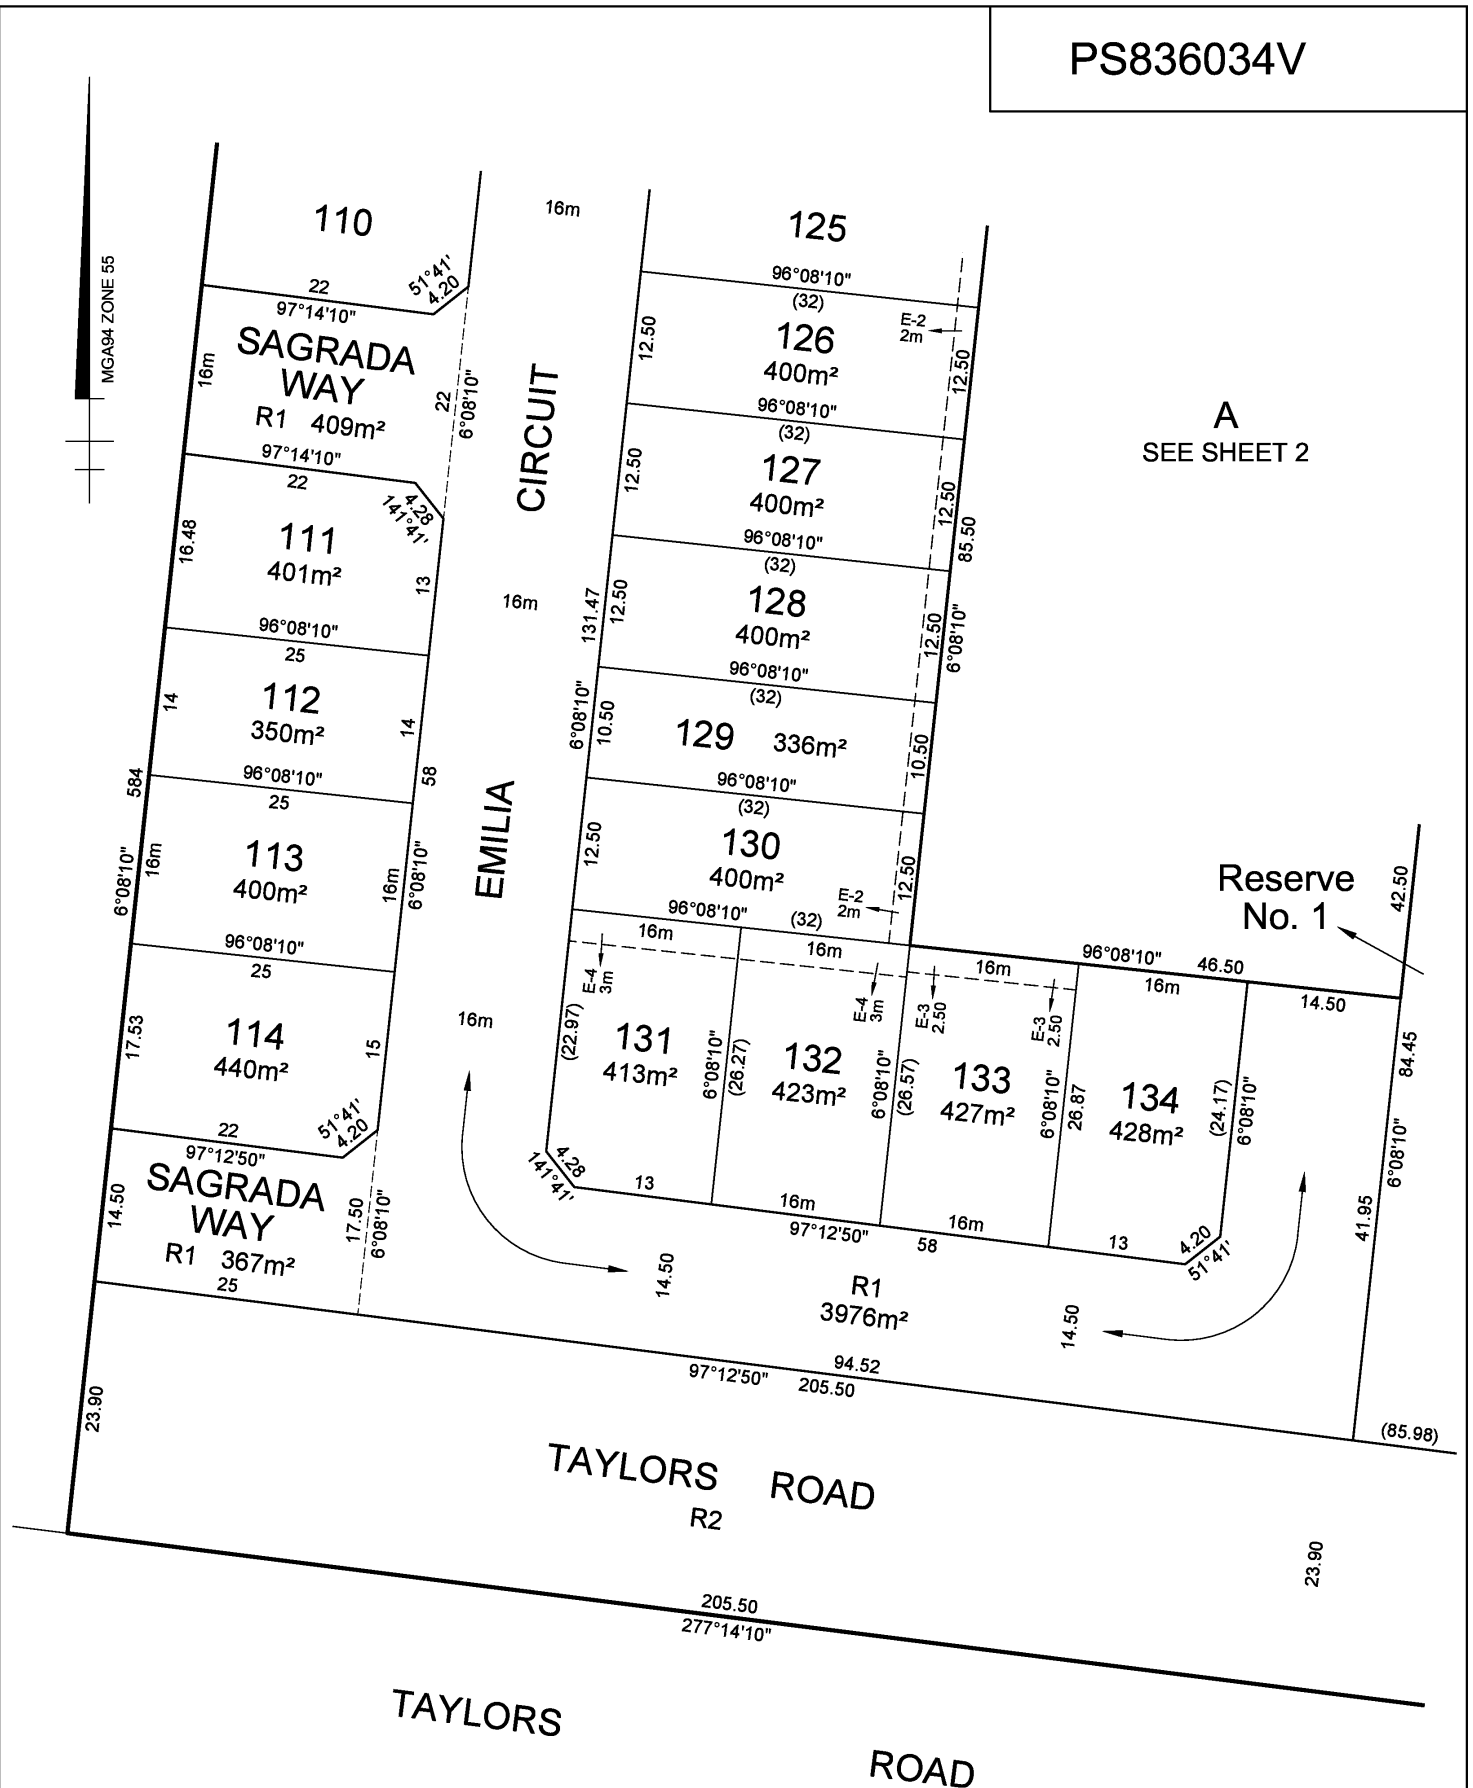 PS836034V
MGA94 ZONE 55
110
22
97°14'10"
51°41'
4.20
16m
SAGRADA
WAY
R1 409m²
16m
22
6°08'10"
97°14'10"
22
4.28
141°41'
111
401m²
16.48
13
96°08'10"
25
112
350m²
14
14
96°08'10"
25
584
6°08'10"
58
6°08'10"
113
400m²
16m
16m
96°08'10"
25
114
440m²
17.53
15
22
97°12'50"
51°41'
4.20
SAGRADA
WAY
R1 367m²
14.50
17.50
6°08'10"
25
EMILIA CIRCUIT
16m
16m
131.47
6°08'10"
125
96°08'10"
(32)
126
400m²
12.50
12.50
E-2
2m
96°08'10"
(32)
127
400m²
12.50
12.50
85.50
6°08'10"
96°08'10"
(32)
128
400m²
12.50
12.50
96°08'10"
(32)
129 336m²
10.50
10.50
96°08'10"
(32)
130
400m²
12.50
12.50
E-2
2m
96°08'10"
(32)
A
SEE SHEET 2
Reserve
No. 1
42.50
96°08'10"
46.50
16m
16m
16m
16m
14.50
E-4
3m
E-4
3m
E-3
2.50
E-3
2.50
(22.97)
131
413m²
6°08'10"
(26.27)
132
423m²
6°08'10"
(26.57)
133
427m²
6°08'10"
26.87
134
428m²
(24.17)
6°08'10"
84.45
6°08'10"
41.95
4.28
141°41'
13
16m
16m
13
97°12'50"
58
4.20
51°41'
14.50
R1
3976m²
14.50
94.52
97°12'50"
205.50
(85.98)
23.90
TAYLORS ROAD
R2
23.90
205.50
277°14'10"
TAYLORS ROAD